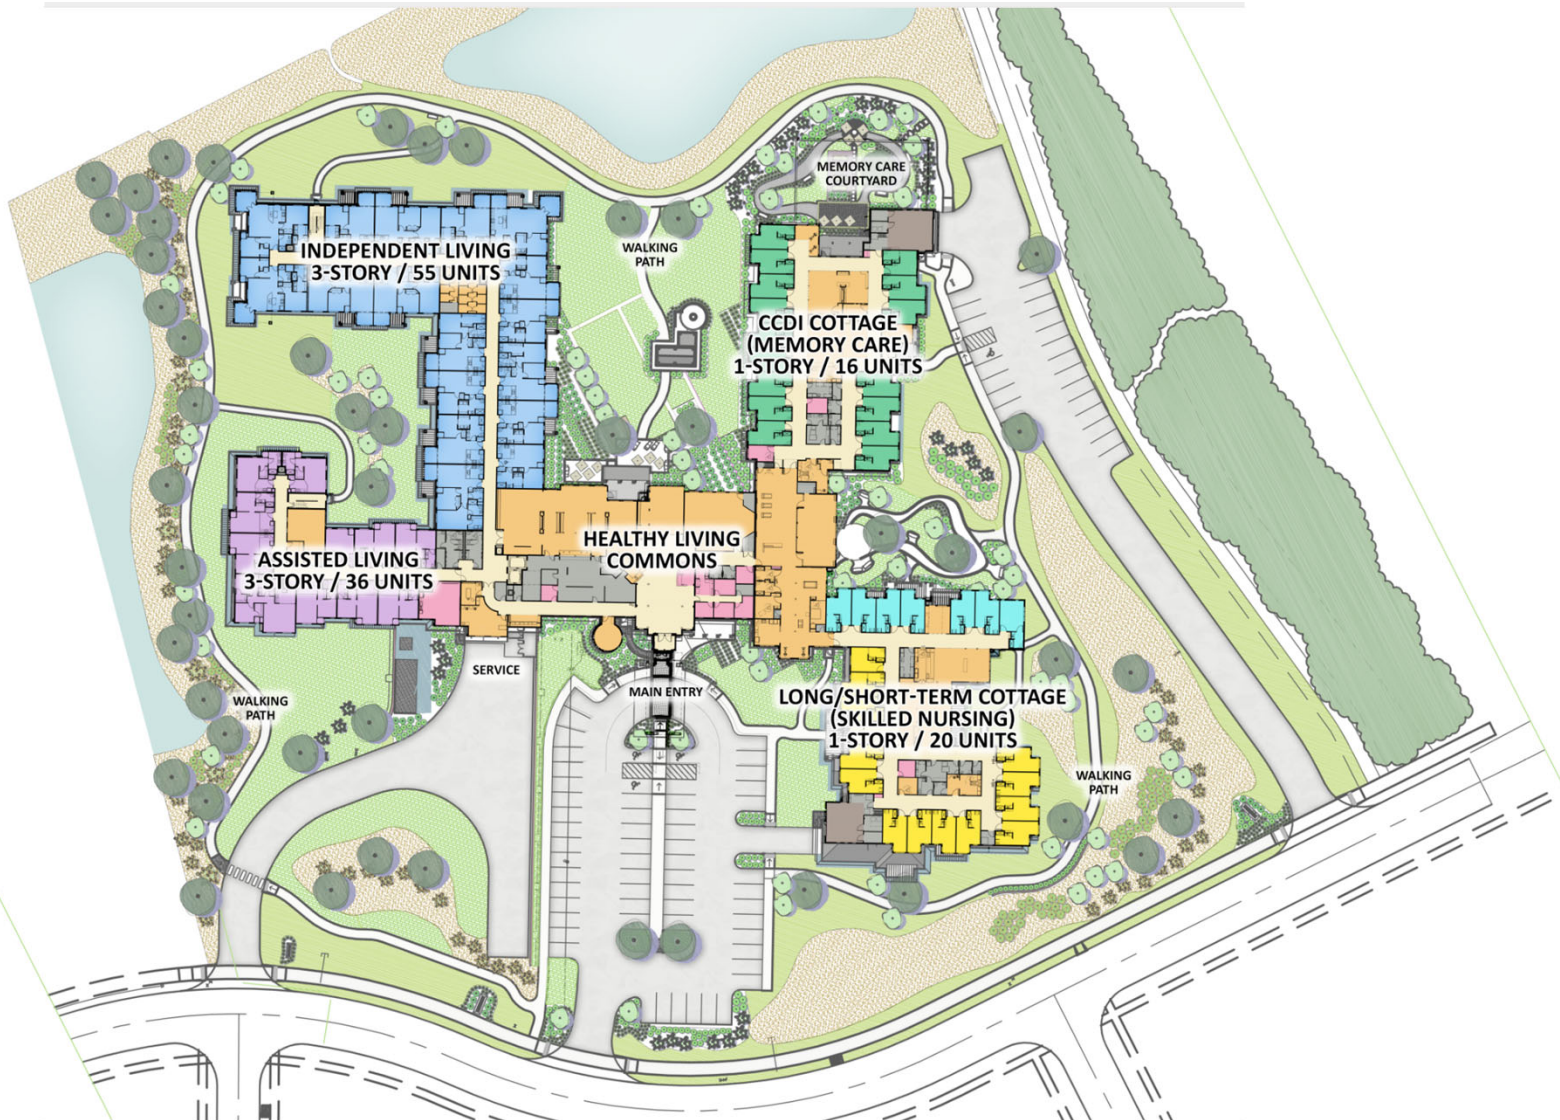 MEMORY CARE
COURTYARD
INDEPENDENT LIVING
3-STORY / 55 UNITS
WALKING
PATH
CCDI COTTAGE
(MEMORY CARE)
1-STORY / 16 UNITS
HEALTHY LIVING
COMMONS
ASSISTED LIVING
3-STORY / 36 UNITS
SERVICE
MAIN ENTRY
LONG/SHORT-TERM COTTAGE
(SKILLED NURSING)
1-STORY / 20 UNITS
WALKING
PATH
WALKING
PATH